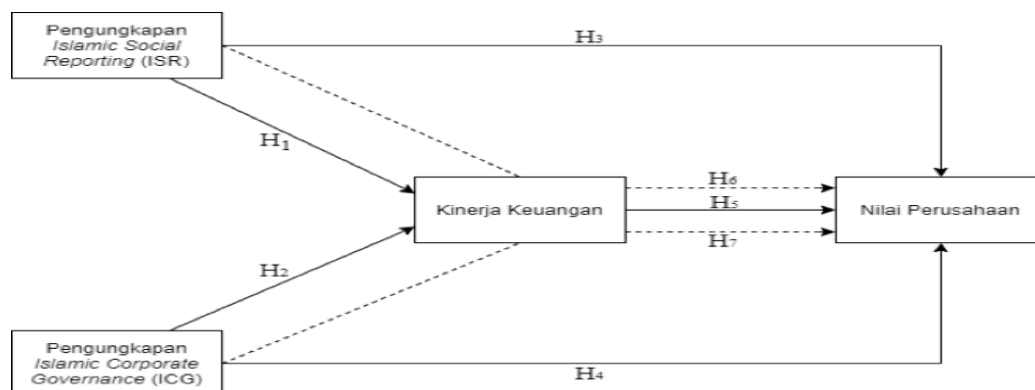 Pengungkapan
Islamic Social
Reporting (ISR)
H3
H1
Kinerja Keuangan
H6
H5
H7
Nilai Perusahaan
H2
Pengungkapan
Islamic Corporate
Governance (ICG)
H4